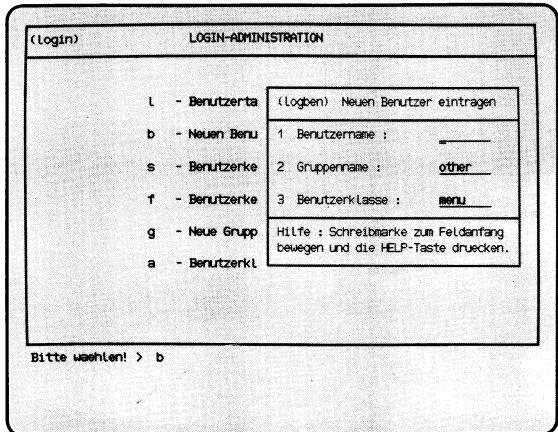 (login) LOGIN-ADMINISTRATION
l - Benutzerta
b - Neuen Benu
s - Benutzerke
f - Benutzerke
g - Neue Grupp
a - Benutzerkl
(logben) Neuen Benutzer eintragen
1 Benutzername : _
2 Gruppenname : other
3 Benutzerklasse : menu
Hilfe : Schreibmarke zum Feldanfang
bewegen und die HELP-Taste druecken.
Bitte waehlen! > b